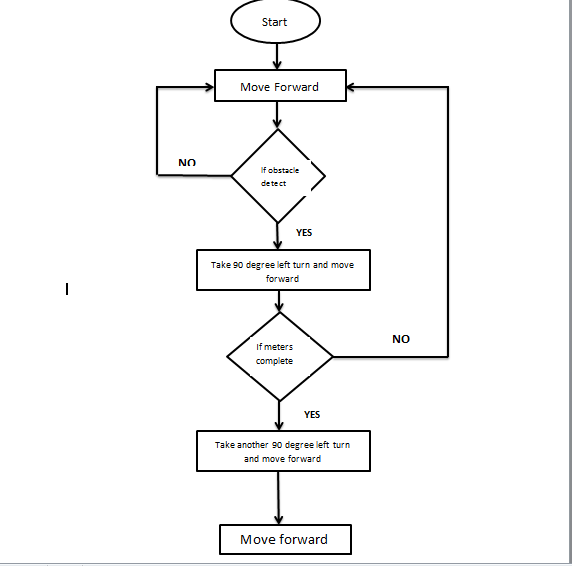 Start
Move Forward
NO
If obstacle
detect
YES
Take 90 degree left turn and move
forward
If meters
complete
NO
YES
Take another 90 degree left turn
and move forward
Move forward